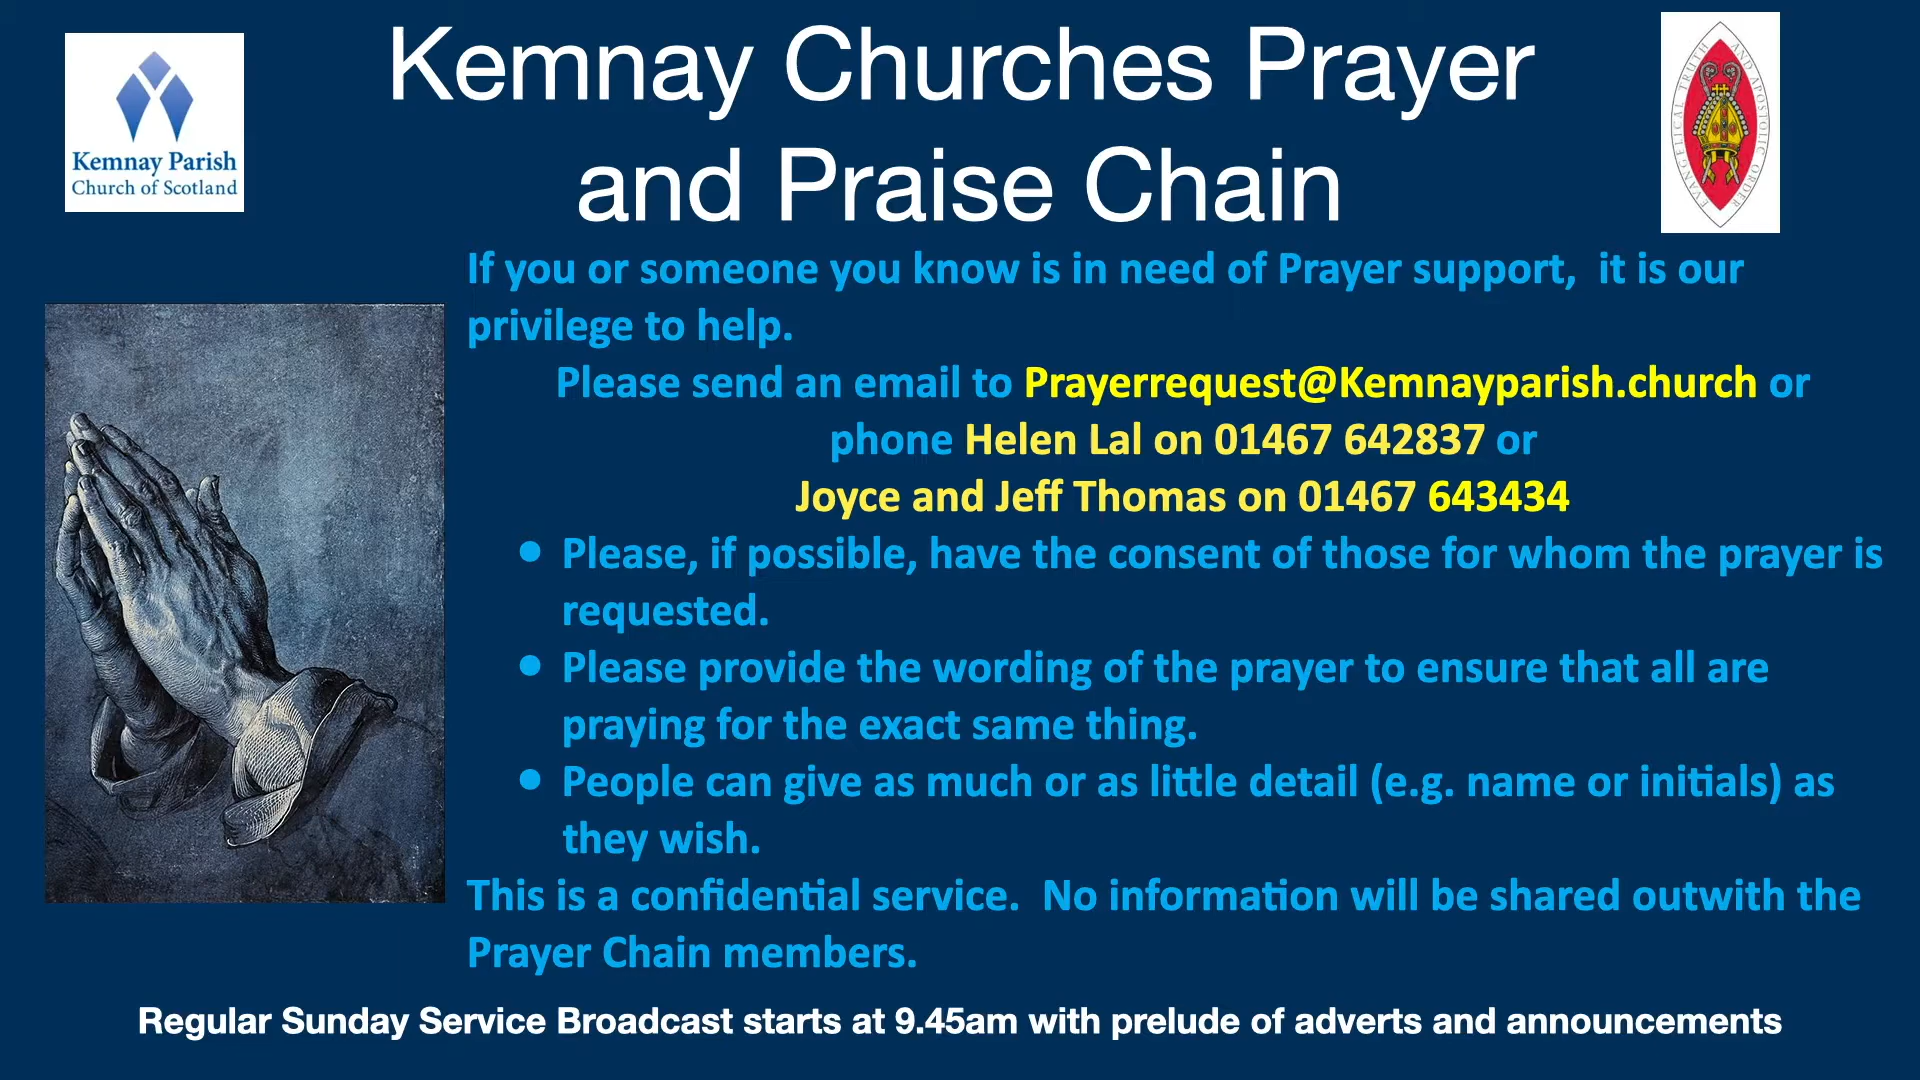 Kemnay Churches Prayer
and Praise Chain
Kemnay Parish
Church of Scotland
EVANGELICAL TRUTH AND APOSTOLIC ORDER
If you or someone you know is in need of Prayer support,  it is our
privilege to help.
Please send an email to Prayerrequest@Kemnayparish.church or
phone Helen Lal on 01467 642837 or
Joyce and Jeff Thomas on 01467 643434
• Please, if possible, have the consent of those for whom the prayer is
requested.
• Please provide the wording of the prayer to ensure that all are
praying for the exact same thing.
• People can give as much or as little detail (e.g. name or initials) as
they wish.
This is a confidential service.  No information will be shared outwith the
Prayer Chain members.
Regular Sunday Service Broadcast starts at 9.45am with prelude of adverts and announcements